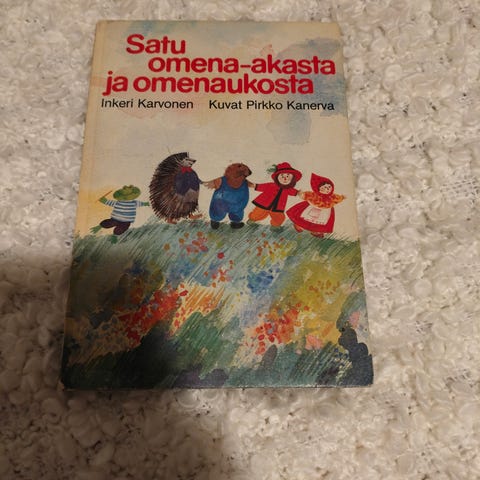 Satu
omena-akasta
ja omenaukosta
Inkeri Karvonen Kuvat Pirkko Kanerva